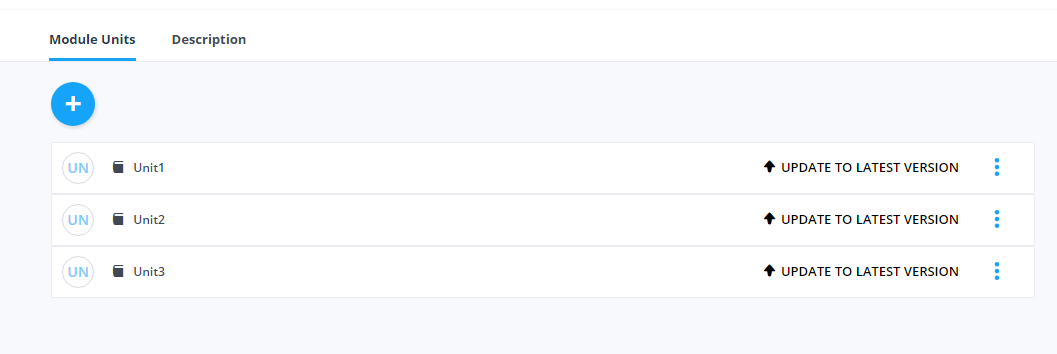 Module Units Description
UN Unit1 UPDATE TO LATEST VERSION
UN Unit2 UPDATE TO LATEST VERSION
UN Unit3 UPDATE TO LATEST VERSION